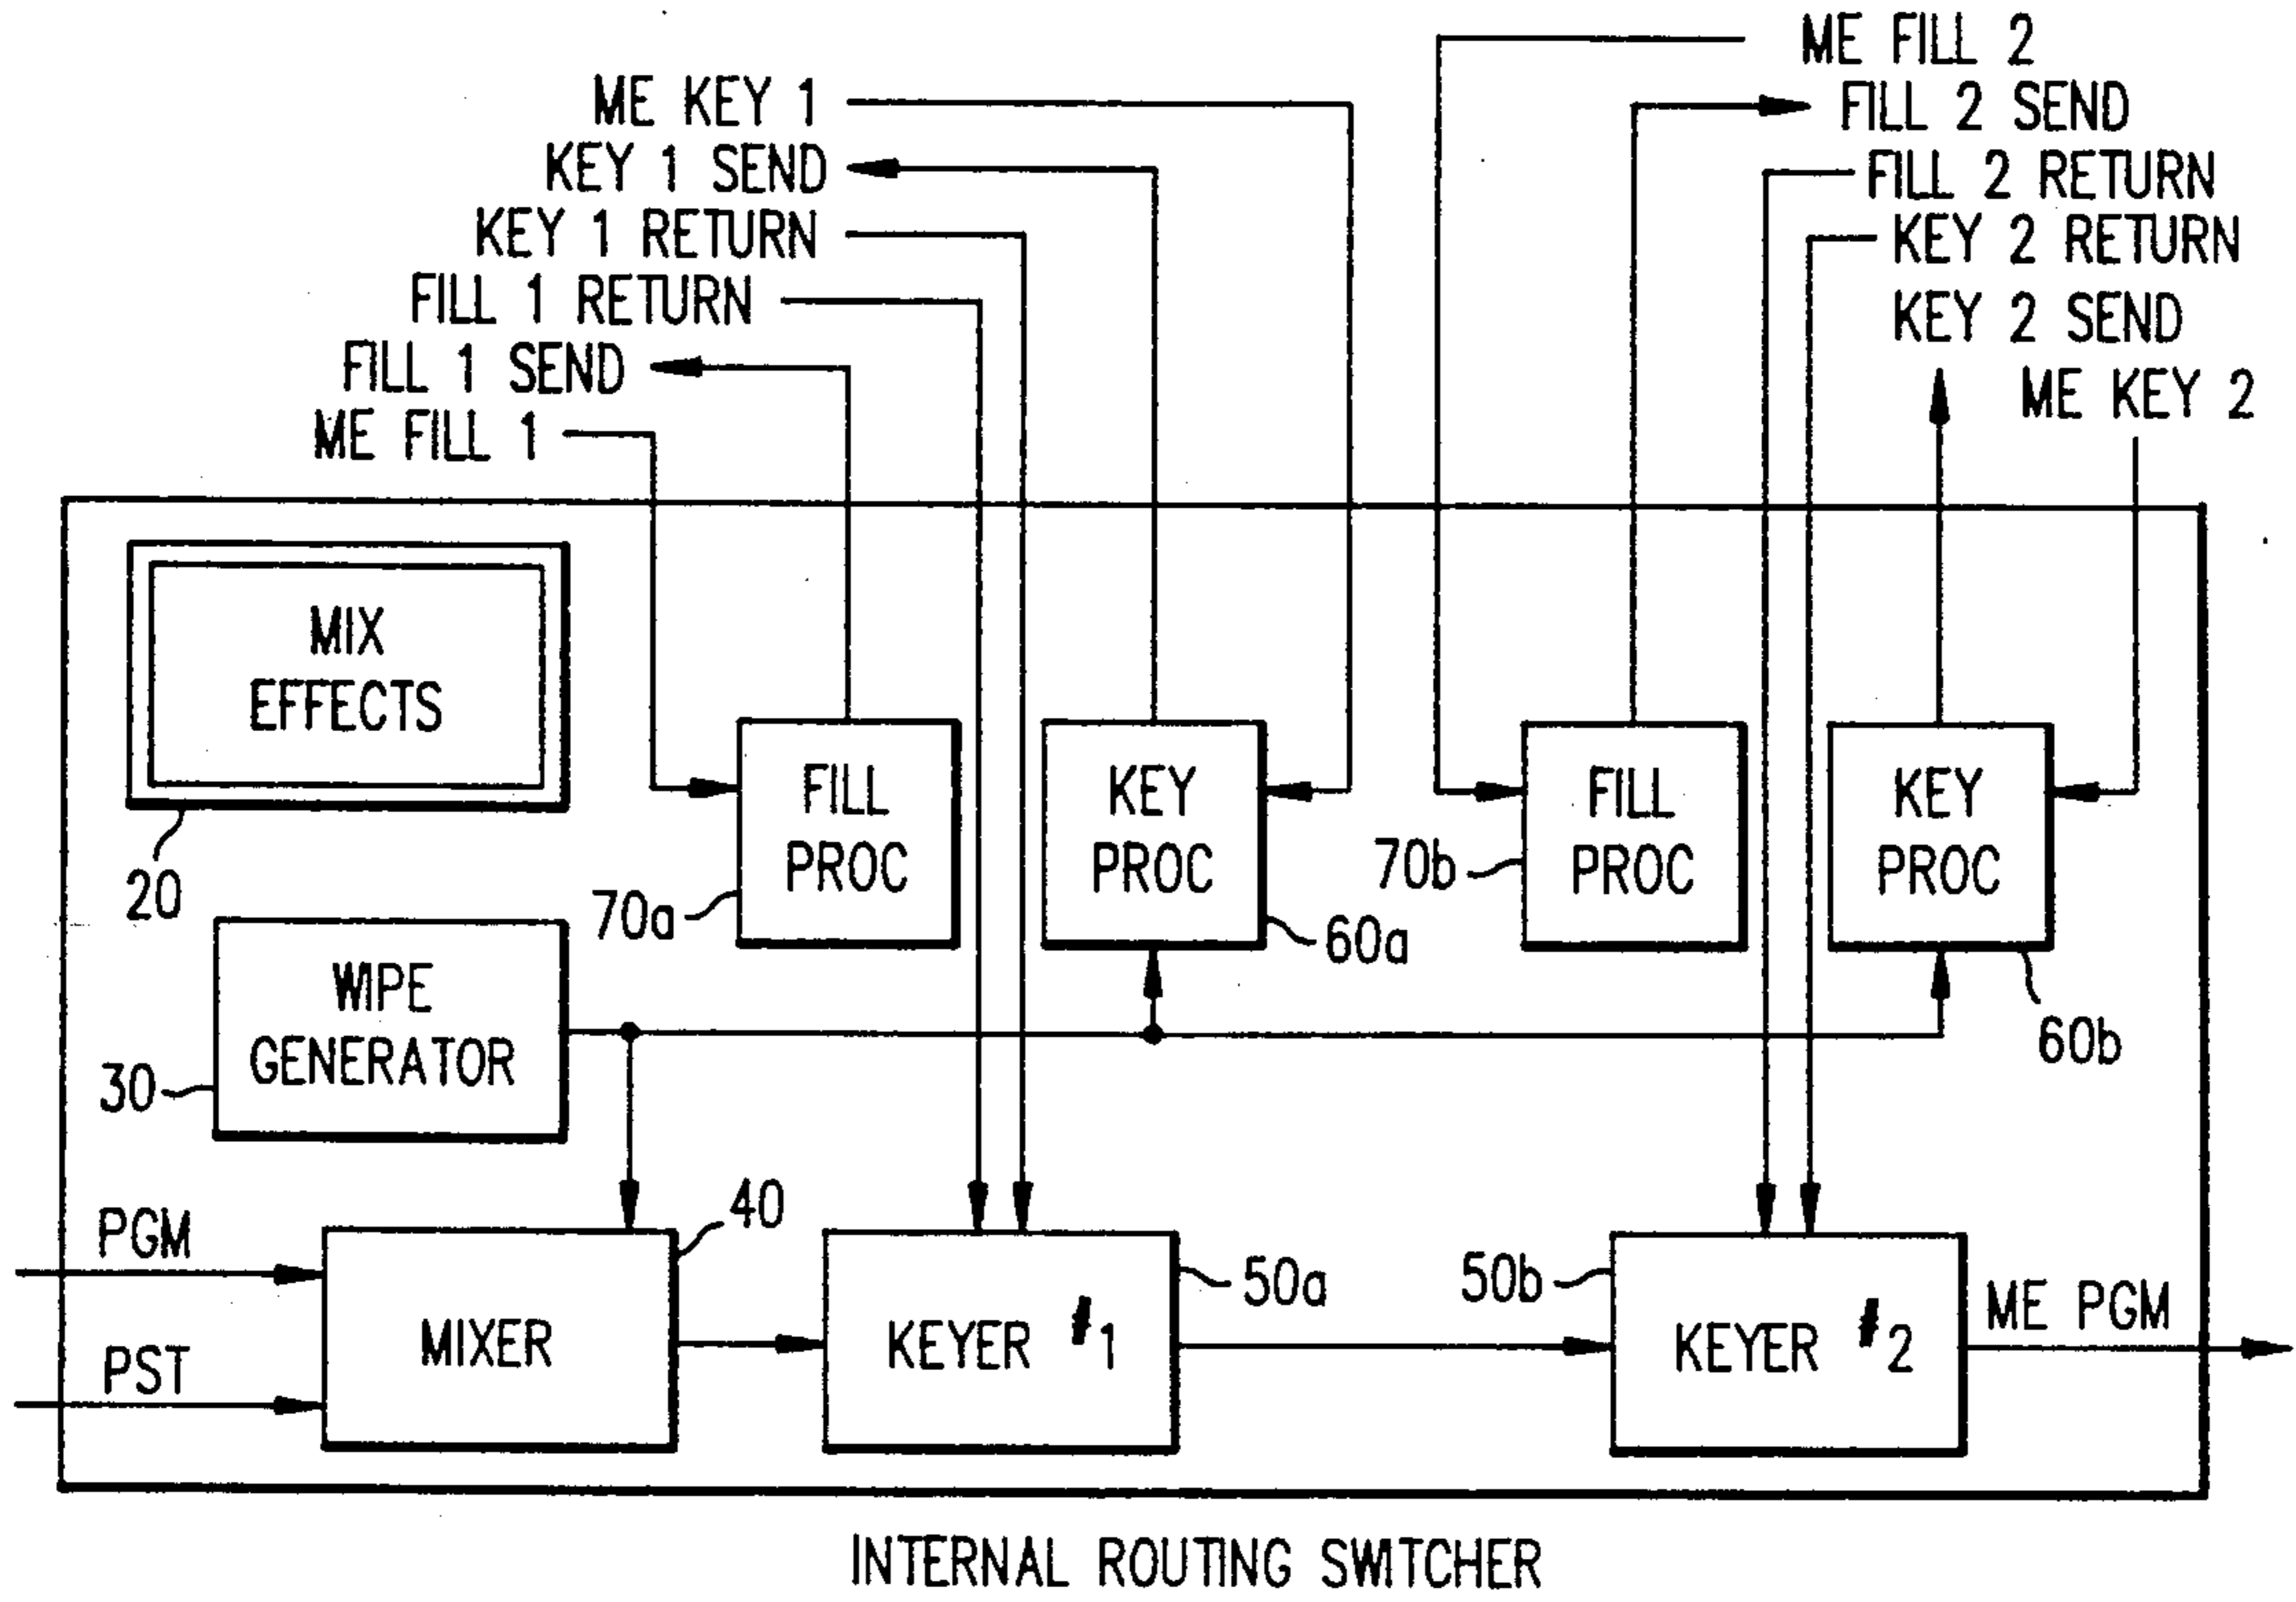 ME KEY 1
KEY 1 SEND
KEY 1 RETURN
FILL 1 RETURN
FILL 1 SEND
ME FILL 1
ME FILL 2
FILL 2 SEND
FILL 2 RETURN
KEY 2 RETURN
KEY 2 SEND
ME KEY 2
MIX
EFFECTS
20
FILL
PROC
70a
KEY
PROC
60a
FILL
PROC
70b
KEY
PROC
60b
WIPE
GENERATOR
30
PGM
PST
MIXER
40
KEYER #1
50a
KEYER #2
50b
ME PGM
INTERNAL ROUTING SWITCHER